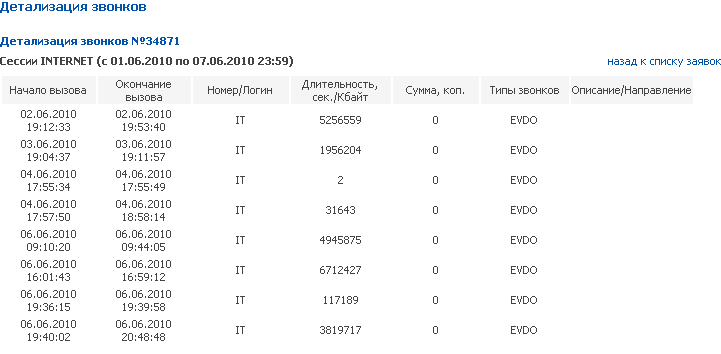 Детализация звонков
Детализация звонков №34871
Сессии INTERNET (с 01.06.2010 по 07.06.2010 23:59) назад к списку заявок
Начало вызова Окончание вызова Номер/Логин Длительность, сек./Кбайт Сумма, коп. Типы звонков Описание/Направление
02.06.2010 19:12:33 02.06.2010 19:53:40 IT 5256559 0 EVDO
03.06.2010 19:04:37 03.06.2010 19:11:57 IT 1956204 0 EVDO
04.06.2010 17:55:34 04.06.2010 17:55:49 IT 2 0 EVDO
04.06.2010 17:57:50 04.06.2010 18:58:14 IT 31643 0 EVDO
06.06.2010 09:10:20 06.06.2010 09:44:05 IT 4945875 0 EVDO
06.06.2010 16:01:43 06.06.2010 16:59:12 IT 6712427 0 EVDO
06.06.2010 19:36:15 06.06.2010 19:39:58 IT 117189 0 EVDO
06.06.2010 19:40:02 06.06.2010 20:48:48 IT 3819717 0 EVDO